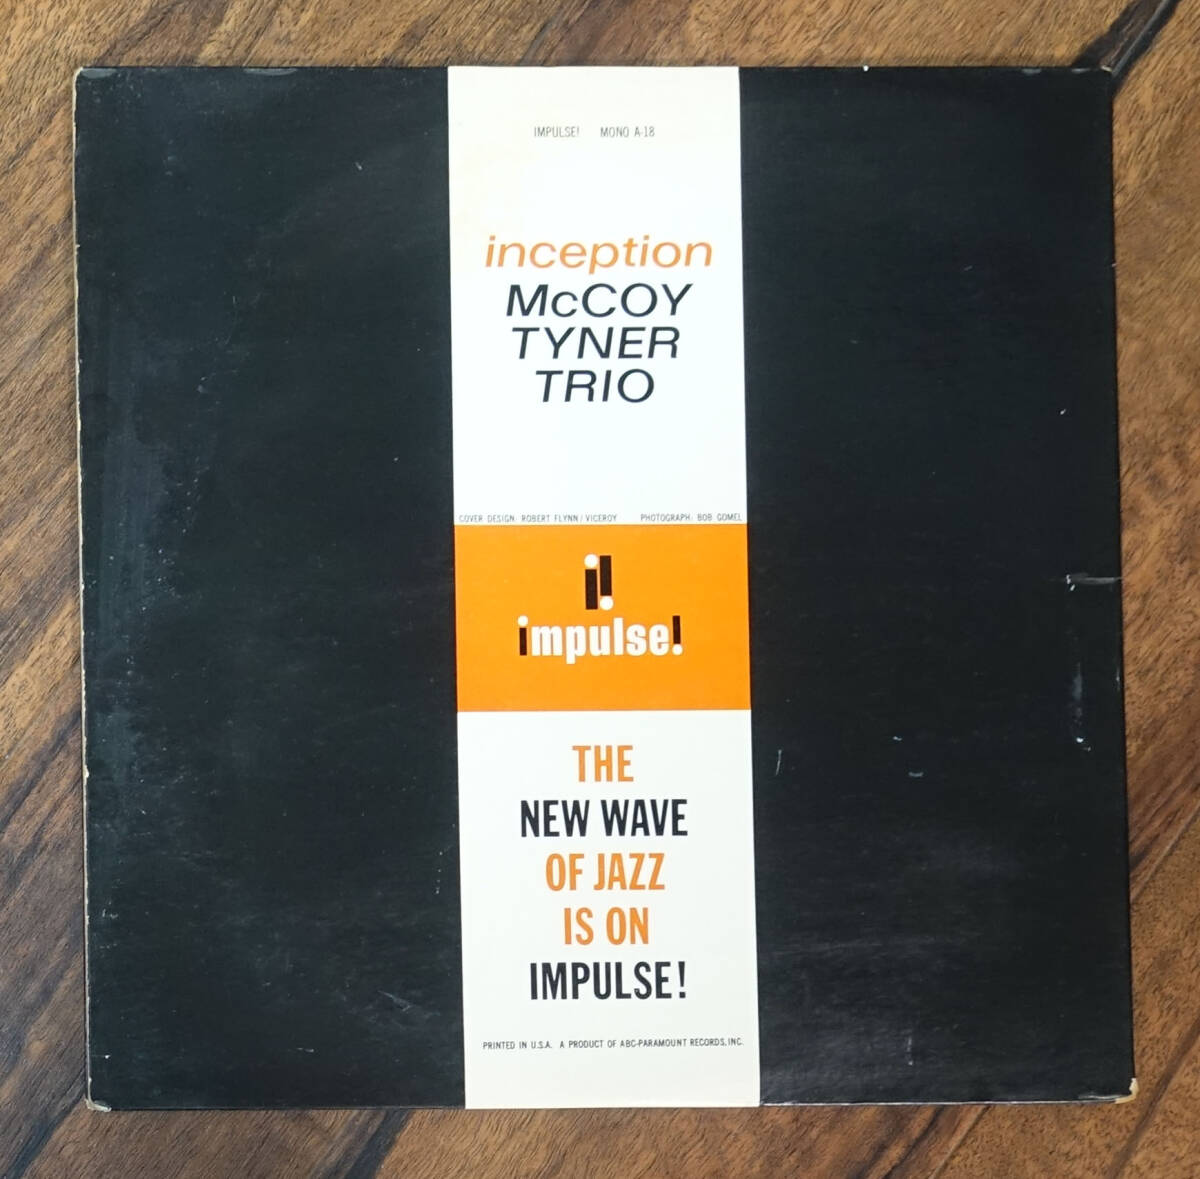 IMPULSE! MONO A-18
inception
McCOY
TYNER
TRIO
COVER DESIGN: ROBERT FLYNN / VICEROY PHOTOGRAPH: BOB GOMEL
i!
impulse!
THE
NEW WAVE
OF JAZZ
IS ON
IMPULSE!
PRINTED IN U.S.A. A PRODUCT OF ABC-PARAMOUNT RECORDS, INC.